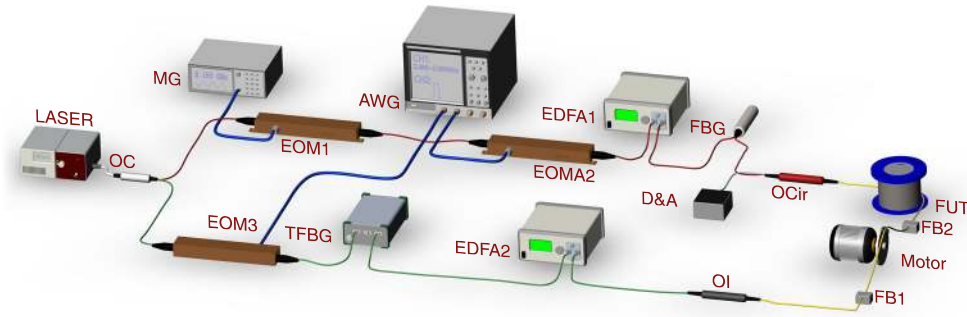 MG
AWG
EDFA1
FBG
LASER
OC
EOM1
EOMA2
D&A
OCir
FUT
FB2
EOM3
TFBG
EDFA2
Motor
OI
FB1